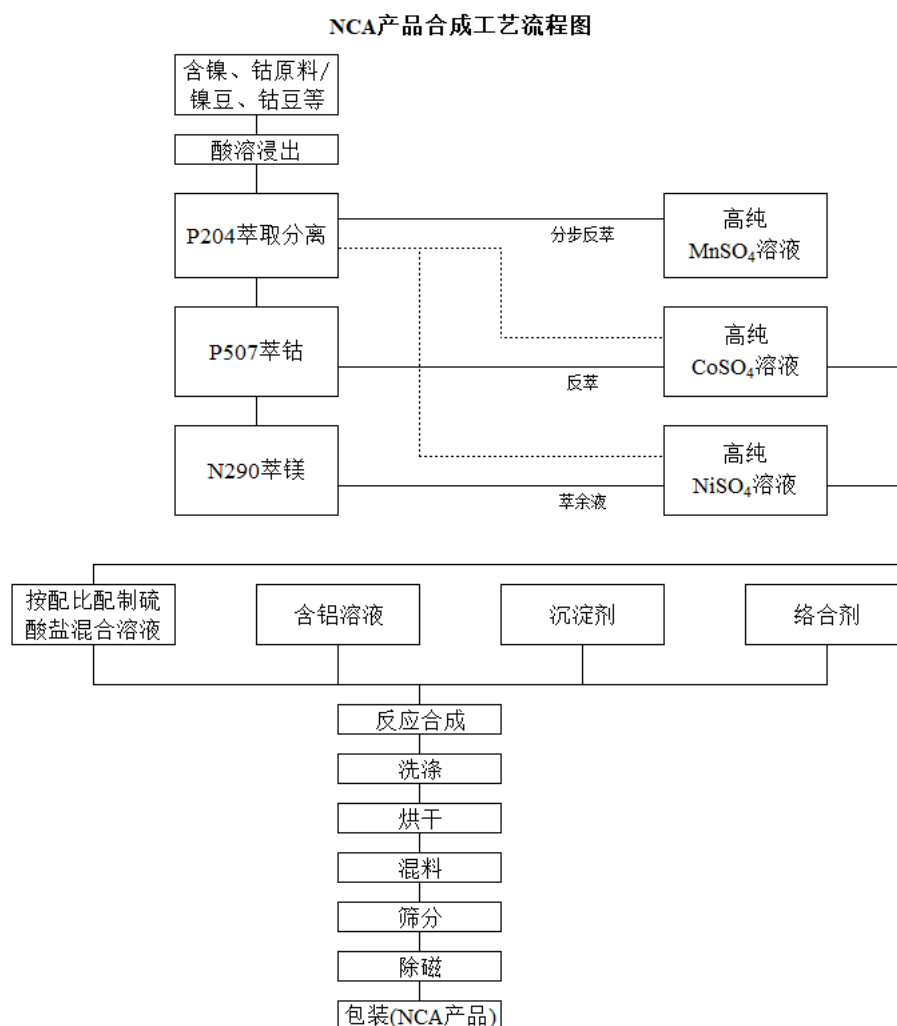 NCA产品合成工艺流程图
含镍、钴原料/
镍豆、钴豆等
酸溶浸出
P204萃取分离
分步反萃
高纯
MnSO₄溶液
P507萃钴
反萃
高纯
CoSO₄溶液
N290萃镁
萃余液
高纯
NiSO₄溶液
按配比配制硫
酸盐混合溶液
含铝溶液
沉淀剂
络合剂
反应合成
洗涤
烘干
混料
筛分
除磁
包装(NCA产品)